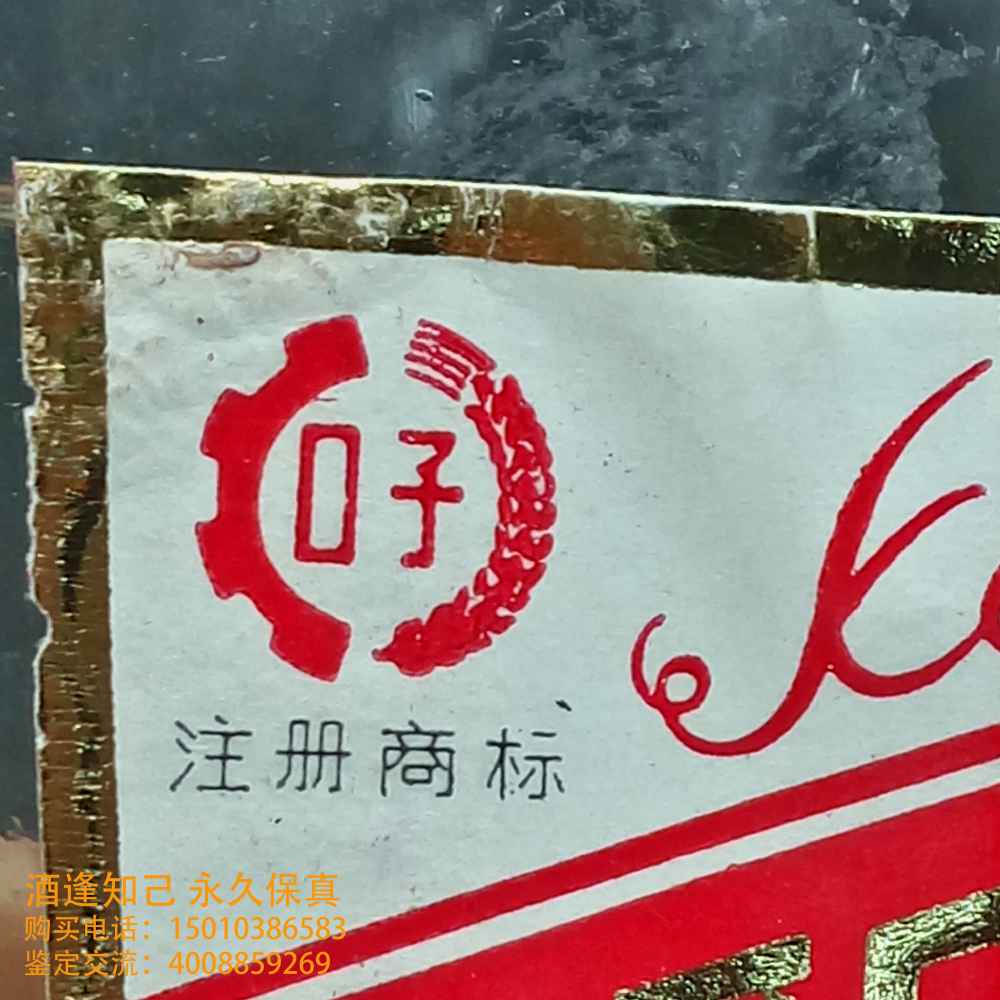 注册商标
酒逢知己 永久保真
购买电话：15010386583
鉴定交流：4008859269